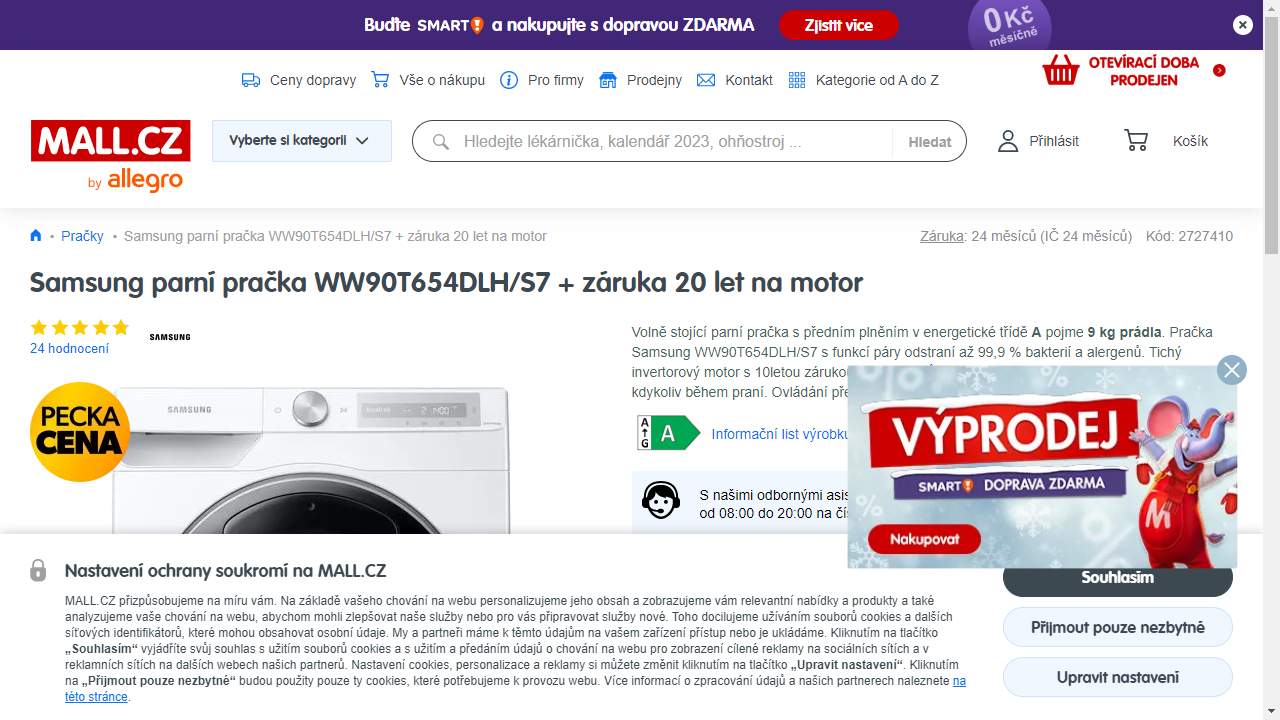 Buďte SMART! a nakupujte s dopravou ZDARMA
Zjistit více
0 Kč
měsíčně
Ceny dopravy
Vše o nákupu
Pro firmy
Prodejny
Kontakt
Kategorie od A do Z
OTEVÍRACÍ DOBA
PRODEJEN
MALL.CZ
by allegro
Vyberte si kategorii
Hledejte lékárnička, kalendář 2023, ohňostroj ...
Hledat
Přihlásit
Košík
Pračky
Samsung parní pračka WW90T654DLH/S7 + záruka 20 let na motor
Záruka: 24 měsíců (IČ 24 měsíců)
Kód: 2727410
Samsung parní pračka WW90T654DLH/S7 + záruka 20 let na motor
24 hodnocení
SAMSUNG
PECKA
CENA
SAMSUNG
Volně stojící parní pračka s předním plněním v energetické třídě A pojme 9 kg prádla. Pračka
Samsung WW90T654DLH/S7 s funkcí páry odstraní až 99,9 % bakterií a alergenů. Tichý
invertorový motor s 10letou zárukou
kdykoliv během praní. Ovládání pře
A
G
A
Informační list výrobku
S našimi odbornými asis
od 08:00 do 20:00 na čís
VÝPRODEJ
SMART! DOPRAVA ZDARMA
Nakupovat
Nastavení ochrany soukromí na MALL.CZ
MALL.CZ přizpůsobujeme na míru vám. Na základě vašeho chování na webu personalizujeme jeho obsah a zobrazujeme vám relevantní nabídky a produkty a také
analyzujeme vaše chování na webu, abychom mohli zlepšovat naše služby nebo pro vás připravovat služby nové. Toho docilujeme užíváním souborů cookies a dalších
síťových identifikátorů, které mohou obsahovat osobní údaje. My a partneři máme k těmto údajům na vašem zařízení přístup nebo je ukládáme. Kliknutím na tlačítko
„Souhlasím“ vyjádříte svůj souhlas s užitím souborů cookies a s užitím a předáním údajů o chování na webu pro zobrazení cílené reklamy na sociálních sítích a v
reklamních sítích na dalších webech našich partnerů. Nastavení cookies, personalizace a reklamy si můžete změnit kliknutím na tlačítko „Upravit nastavení“. Kliknutím
na „Přijmout pouze nezbytné“ budou použity pouze ty cookies, které potřebujeme k provozu webu. Více informací o zpracování údajů a našich partnerech naleznete na
této stránce.
Souhlasím
Přijmout pouze nezbytné
Upravit nastavení